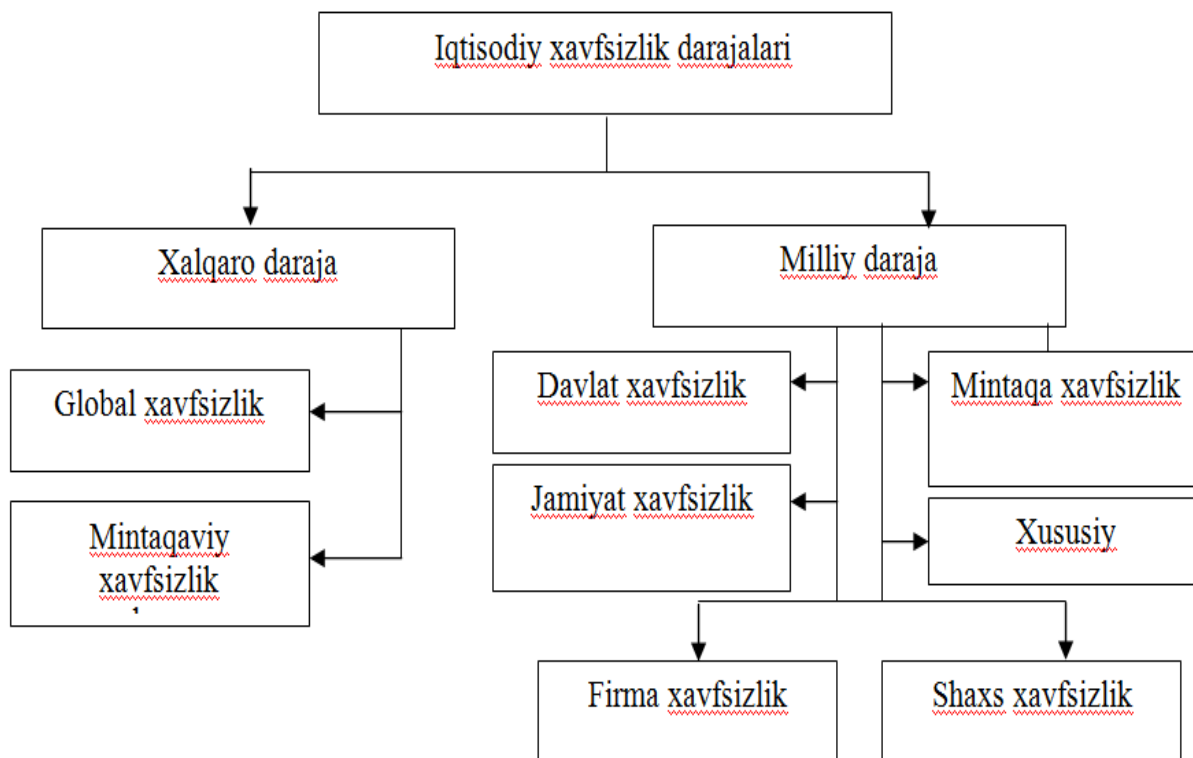 Iqtisodiy xavfsizlik darajalari
Xalqaro daraja
Milliy daraja
Global xavfsizlik
Mintaqaviy
xavfsizlik
Davlat xavfsizlik
Mintaqa xavfsizlik
Jamiyat xavfsizlik
Xususiy
Firma xavfsizlik
Shaxs xavfsizlik